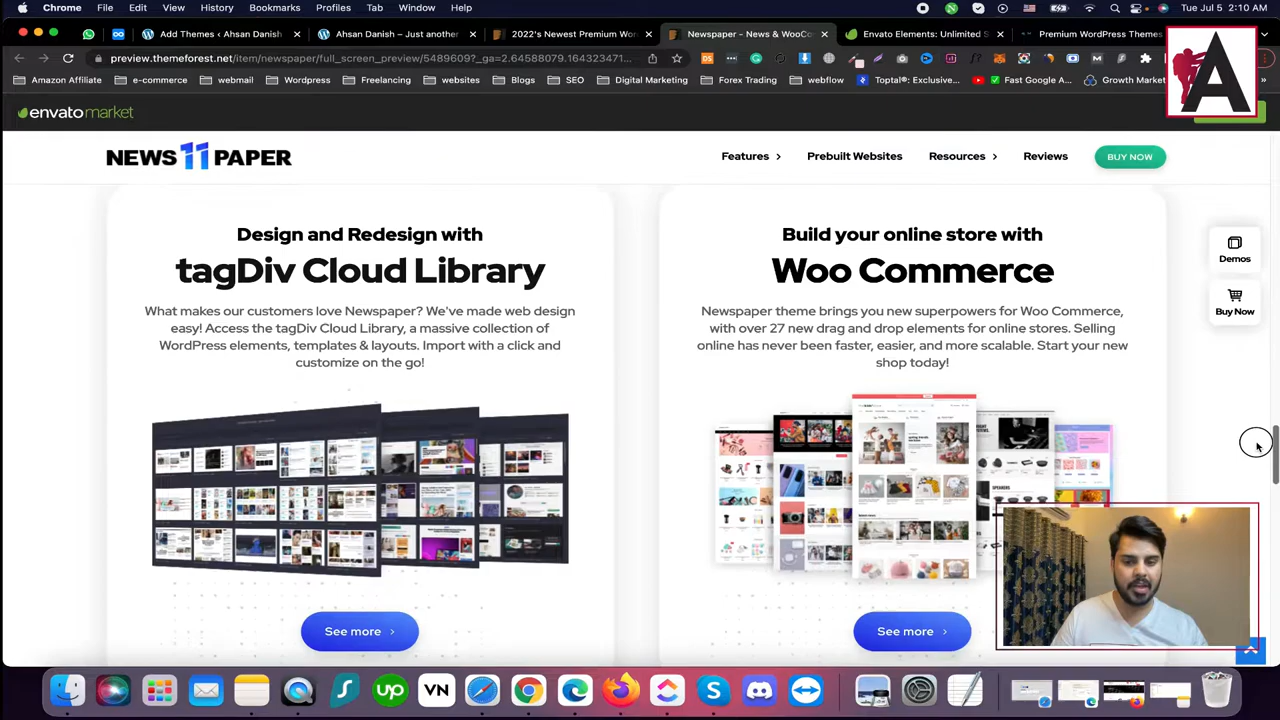 Chrome File Edit View History Bookmarks Profiles Tab Window Help Tue Jul 5 2:10 AM
Add Themes ‹ Ahsan Danish Ahsan Danish – Just another 2022's Newest Premium Wor Newspaper - News & WooCo Envato Elements: Unlimited S Premium WordPress Themes
preview.themeforest.net/item/newspaper/full_screen_preview/5489609?_ga=2.64588079.164323471...
Amazon Affiliate e-commerce webmail Wordpress Freelancing websites Blogs SEO Digital Marketing Forex Trading webflow Toptal®: Exclusive... Fast Google A... Growth Market
A
envato market
NEWS 11 PAPER
Features Prebuilt Websites Resources Reviews BUY NOW
Design and Redesign with
tagDiv Cloud Library
What makes our customers love Newspaper? We've made web design
easy! Access the tagDiv Cloud Library, a massive collection of
WordPress elements, templates & layouts. Import with a click and
customize on the go!
See more
Build your online store with
Woo Commerce
Newspaper theme brings you new superpowers for Woo Commerce,
with over 27 new drag and drop elements for online stores. Selling
online has never been faster, easier, and more scalable. Start your new
shop today!
See more
Demos
Buy Now
up
VN